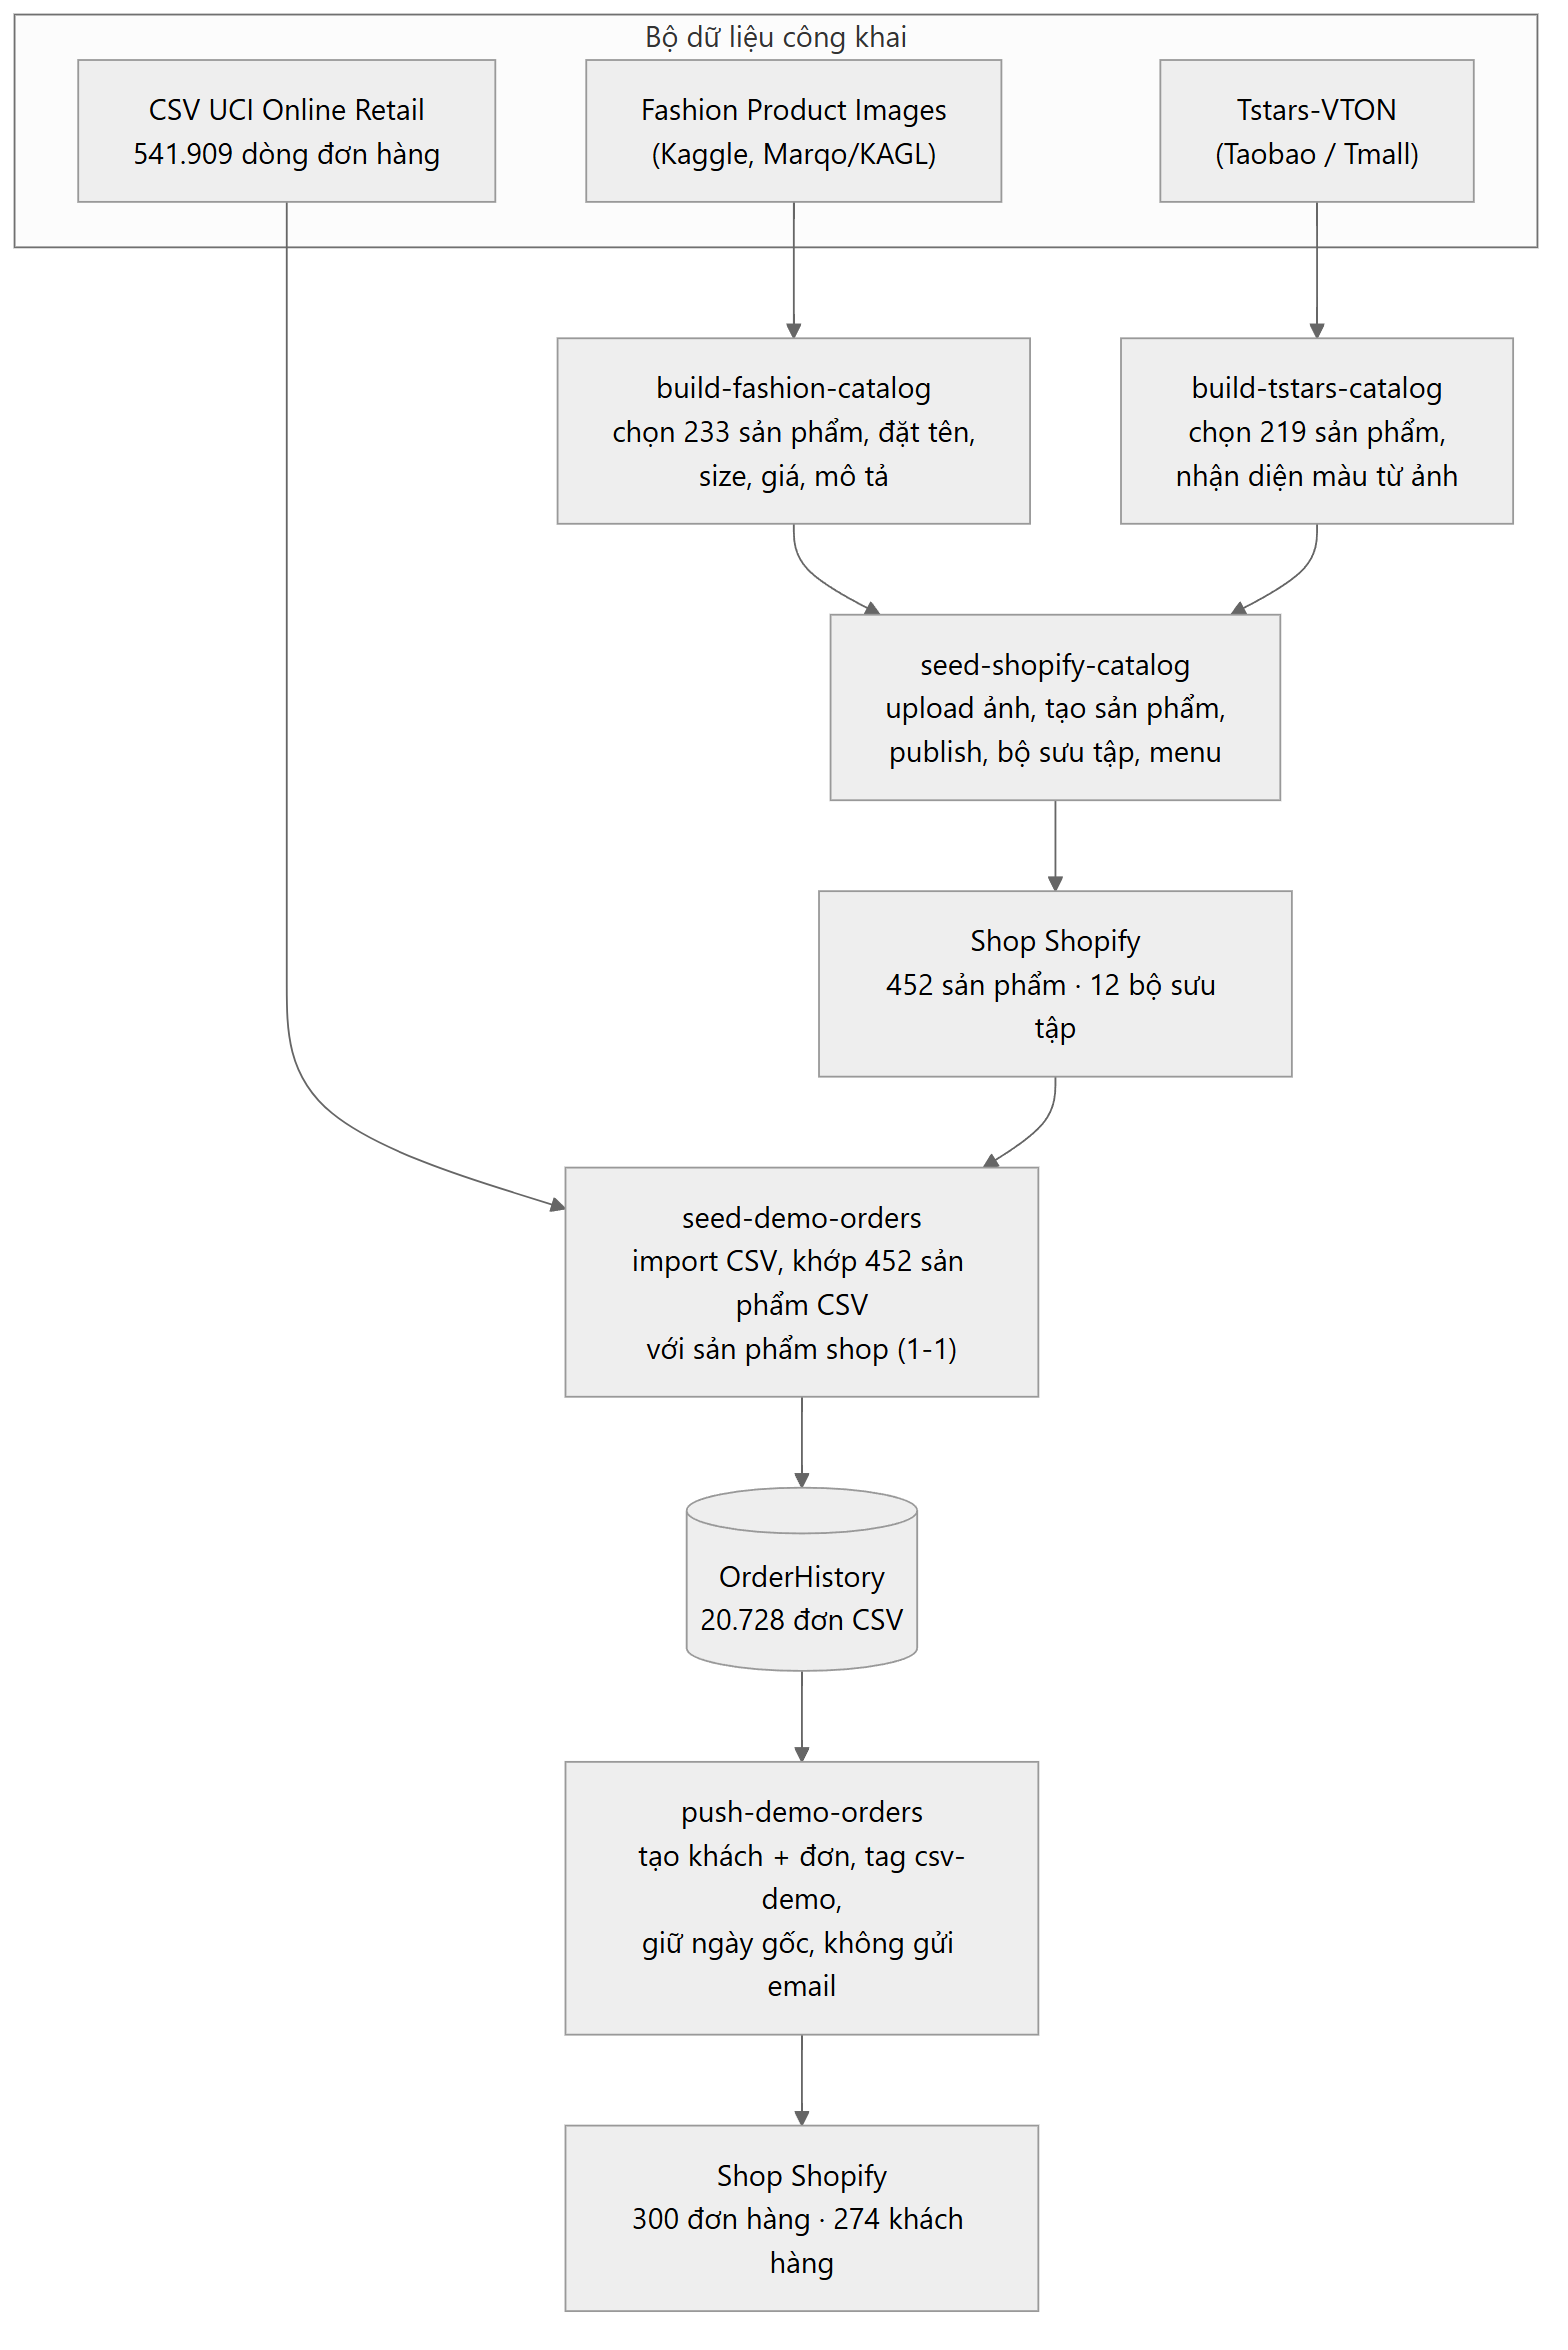 Bộ dữ liệu công khai
CSV UCI Online Retail
541.909 dòng đơn hàng
Fashion Product Images
(Kaggle, Marqo/KAGL)
Tstars-VTON
(Taobao / Tmall)
build-fashion-catalog
chọn 233 sản phẩm, đặt tên,
size, giá, mô tả
build-tstars-catalog
chọn 219 sản phẩm,
nhận diện màu từ ảnh
seed-shopify-catalog
upload ảnh, tạo sản phẩm,
publish, bộ sưu tập, menu
Shop Shopify
452 sản phẩm · 12 bộ sưu
tập
seed-demo-orders
import CSV, khớp 452 sản
phẩm CSV
với sản phẩm shop (1-1)
OrderHistory
20.728 đơn CSV
push-demo-orders
tạo khách + đơn, tag csv-
demo,
giữ ngày gốc, không gửi
email
Shop Shopify
300 đơn hàng · 274 khách
hàng